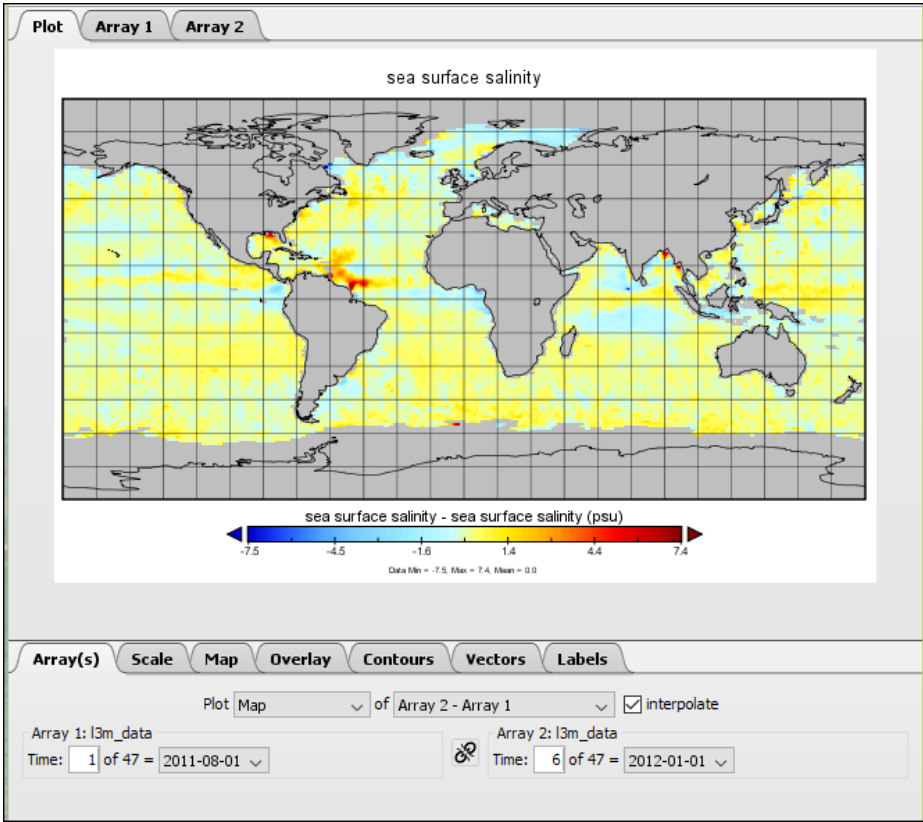 Plot Array 1 Array 2
sea surface salinity
sea surface salinity - sea surface salinity (psu)
-7.5 -4.5 -1.6 1.4 4.4 7.4
Data Min = -7.5, Max = 7.4, Mean = 0.0
Array(s) Scale Map Overlay Contours Vectors Labels
Plot Map of Array 2 - Array 1 interpolate
Array 1: l3m_data Array 2: l3m_data
Time: 1 of 47 = 2011-08-01 Time: 6 of 47 = 2012-01-01